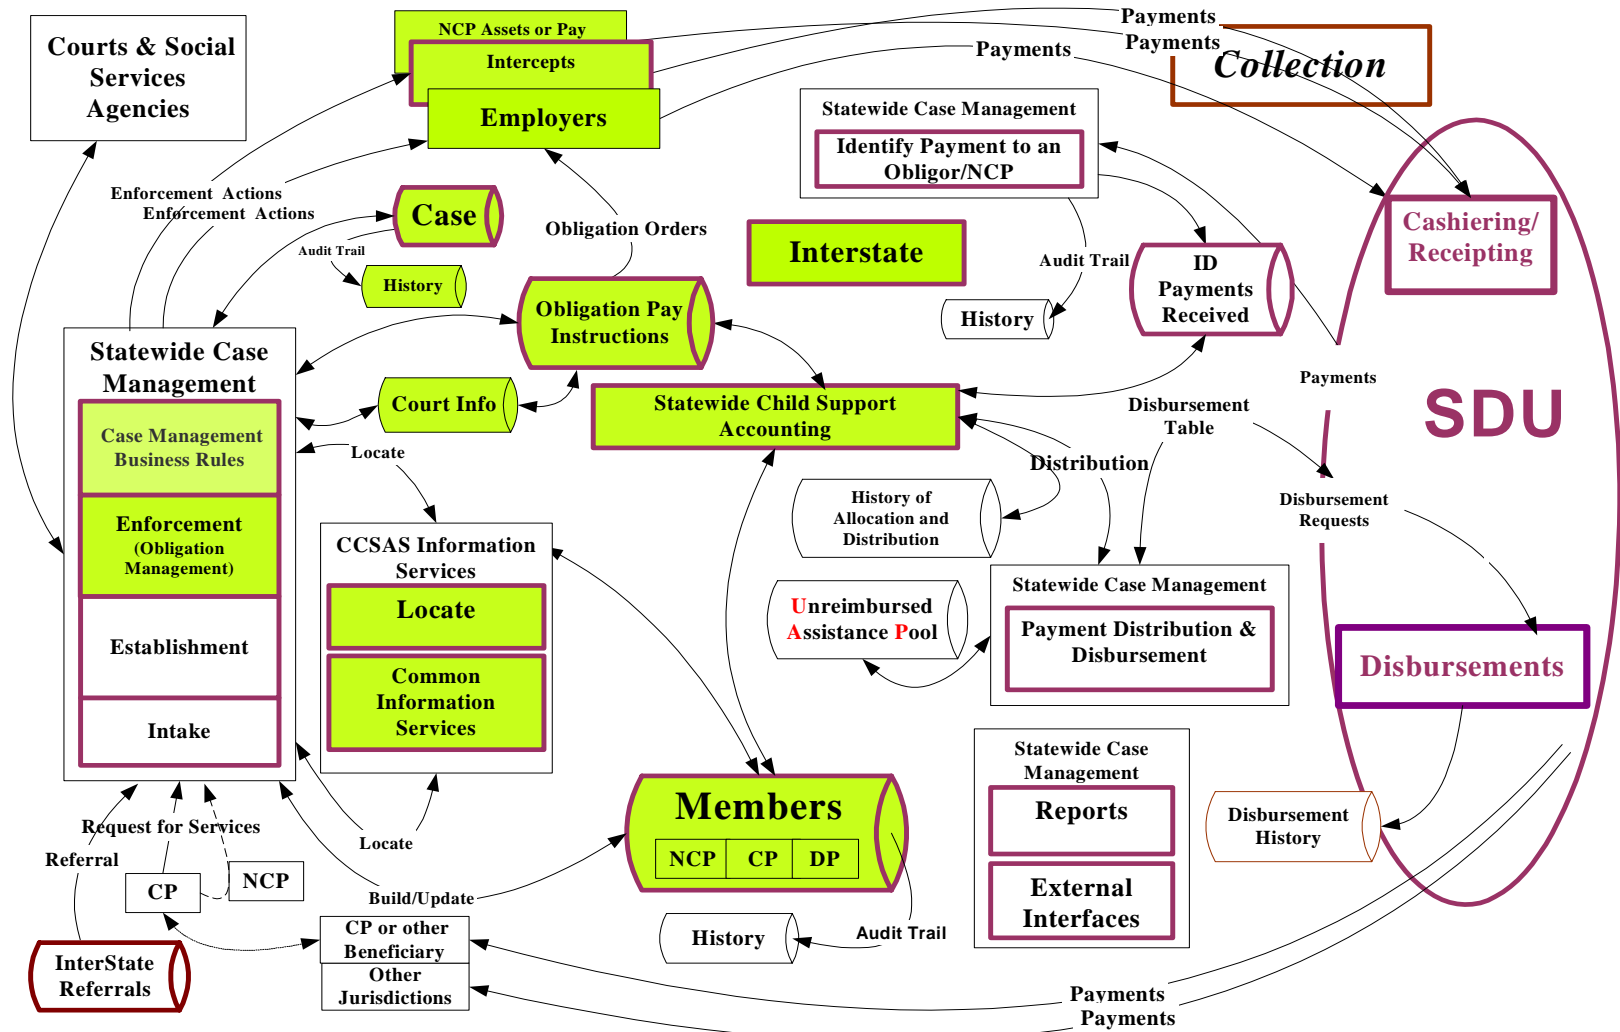 Courts & Social
Services
Agencies
NCP Assets or Pay
Intercepts
Employers
Payments
Payments
Payments
Collection
Statewide Case Management
Identify Payment to an
Obligor/NCP
Enforcement Actions
Enforcement Actions
Case
Audit Trail
History
Obligation Orders
Interstate
Audit Trail
History
ID
Payments
Received
Cashiering/
Receipting
Obligation Pay
Instructions
Statewide Case
Management
Case Management
Business Rules
Enforcement
(Obligation
Management)
Establishment
Intake
Court Info
Locate
Statewide Child Support
Accounting
Payments
SDU
Disbursement
Table
Distribution
History of
Allocation and
Distribution
Disbursement
Requests
CCSAS Information
Services
Locate
Common
Information
Services
Unreimbursed
Assistance Pool
Statewide Case Management
Payment Distribution &
Disbursement
Disbursements
Statewide Case
Management
Reports
External
Interfaces
Disbursement
History
Members
NCP CP DP
Request for Services
Referral
Locate
CP
NCP
Build/Update
CP or other
Beneficiary
Other
Jurisdictions
History
Audit Trail
InterState
Referrals
Payments
Payments